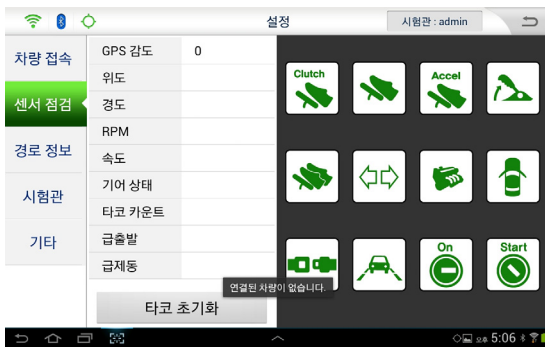 설정
시험관 : admin
차량 접속
센서 점검
경로 정보
시험관
기타
GPS 감도 0
위도
경도
RPM
속도
기어 상태
타코 카운트
급출발
급제동
타코 초기화
Clutch
Accel
On
Start
연결된 차량이 없습니다.
5:06